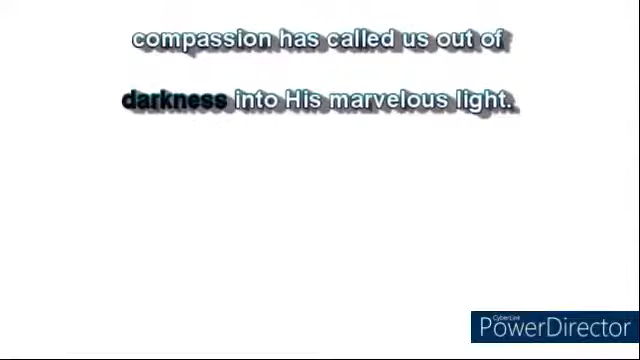 compassion has called us out of
darkness into His marvelous light.
CyberLink
PowerDirector